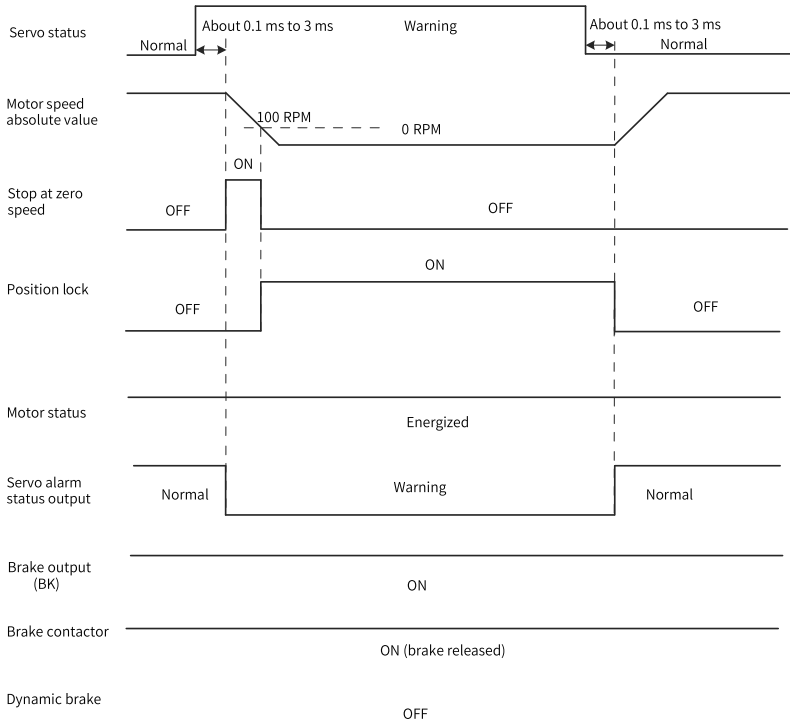 About 0.1 ms to 3 ms
Warning
About 0.1 ms to 3 ms
Servo status
Normal
Normal
Motor speed
absolute value
100 RPM
0 RPM
ON
Stop at zero
speed
OFF
OFF
ON
Position lock
OFF
OFF
Motor status
Energized
Servo alarm
status output
Normal
Warning
Normal
Brake output
(BK)
ON
Brake contactor
ON (brake released)
Dynamic brake
OFF